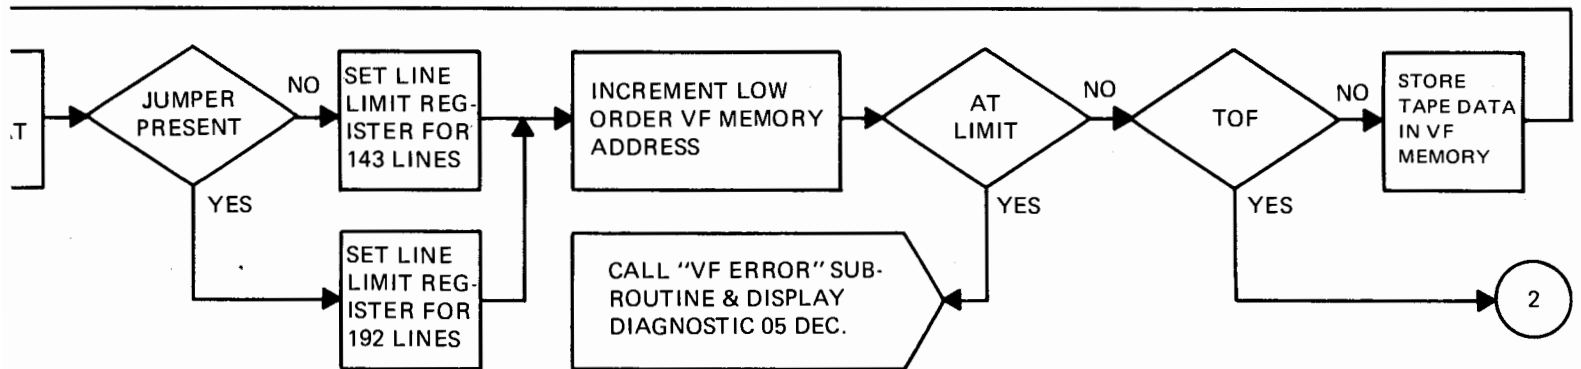 AT
JUMPER
PRESENT
NO
YES
SET LINE
LIMIT REG-
ISTER FOR
143 LINES
SET LINE
LIMIT REG-
ISTER FOR
192 LINES
INCREMENT LOW
ORDER VF MEMORY
ADDRESS
AT
LIMIT
NO
YES
CALL "VF ERROR" SUB-
ROUTINE & DISPLAY
DIAGNOSTIC 05 DEC.
TOF
NO
YES
STORE
TAPE DATA
IN VF
MEMORY
2